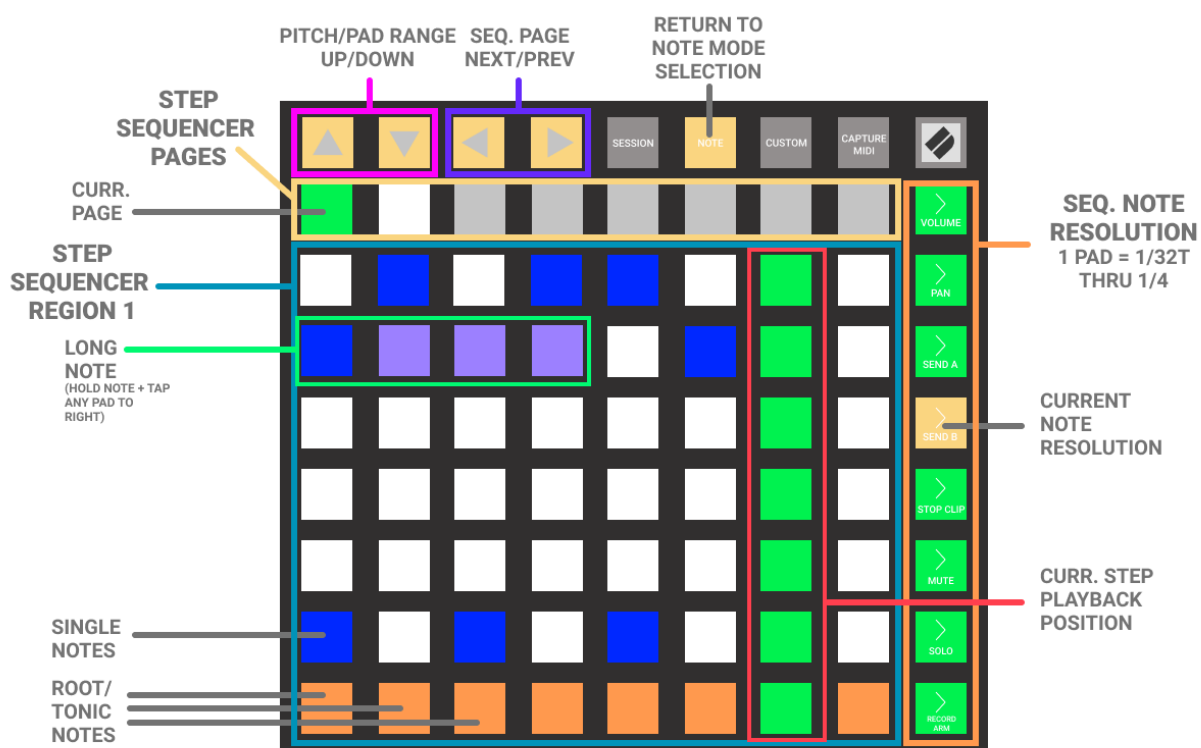 PITCH/PAD RANGE
UP/DOWN
SEQ. PAGE
NEXT/PREV
RETURN TO
NOTE MODE
SELECTION
STEP
SEQUENCER
PAGES
SESSION
NOTE
CUSTOM
CAPTURE
MIDI
CURR.
PAGE
VOLUME
SEQ. NOTE
RESOLUTION
1 PAD = 1/32T
THRU 1/4
STEP
SEQUENCER
REGION 1
PAN
LONG
NOTE
(HOLD NOTE + TAP
ANY PAD TO
RIGHT)
SEND A
SEND B
CURRENT
NOTE
RESOLUTION
STOP CLIP
MUTE
CURR. STEP
PLAYBACK
POSITION
SINGLE
NOTES
SOLO
ROOT/
TONIC
NOTES
RECORD
ARM